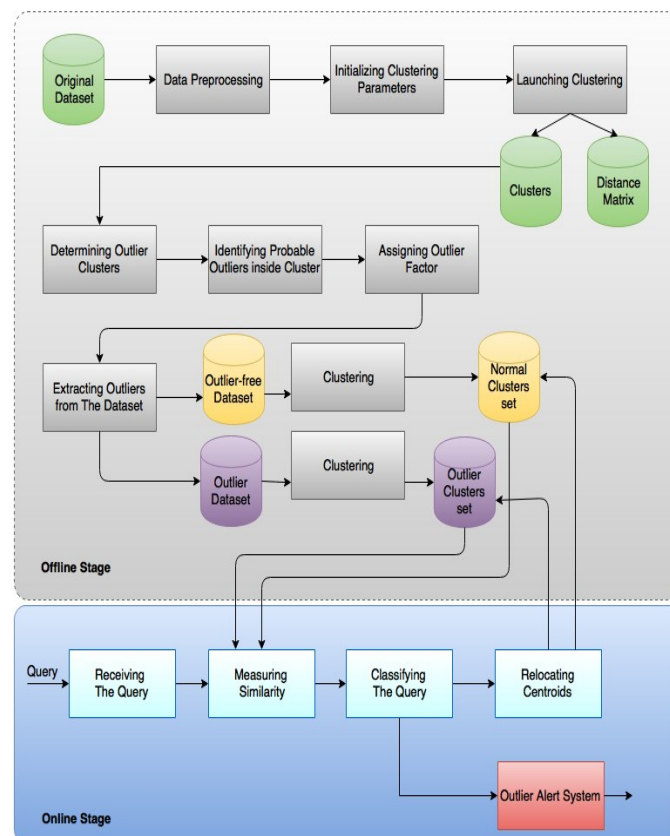 Original
Dataset
Data Preprocessing
Initializing Clustering
Parameters
Launching Clustering
Clusters
Distance
Matrix
Determining Outlier
Clusters
Identifying Probable
Outliers inside Cluster
Assigning Outlier
Factor
Extracting Outliers
from The Dataset
Outlier-free
Dataset
Clustering
Normal
Clusters
set
Outlier
Dataset
Clustering
Outlier
Clusters
set
Offline Stage
Query
Receiving
The Query
Measuring
Similarity
Classifying
The Query
Relocating
Centroids
Outlier Alert System
Online Stage